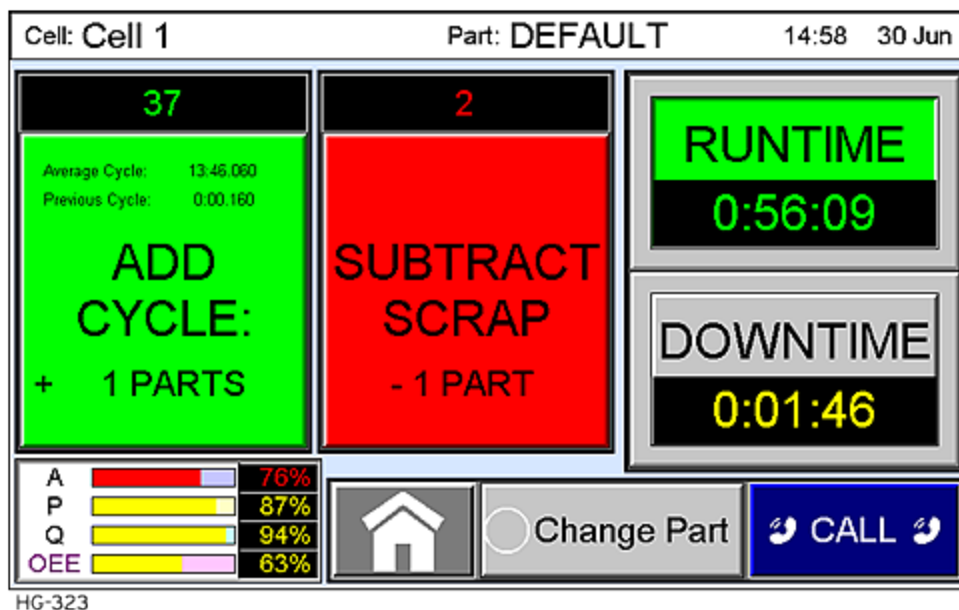 Cell: Cell 1 Part: DEFAULT 14:58 30 Jun
37
Average Cycle: 13:46.060
Previous Cycle: 0:00.160
ADD
CYCLE:
+ 1 PARTS
2
SUBTRACT
SCRAP
- 1 PART
RUNTIME
0:56:09
DOWNTIME
0:01:46
A 76%
P 87%
Q 94%
OEE 63%
Change Part
CALL
HG-323